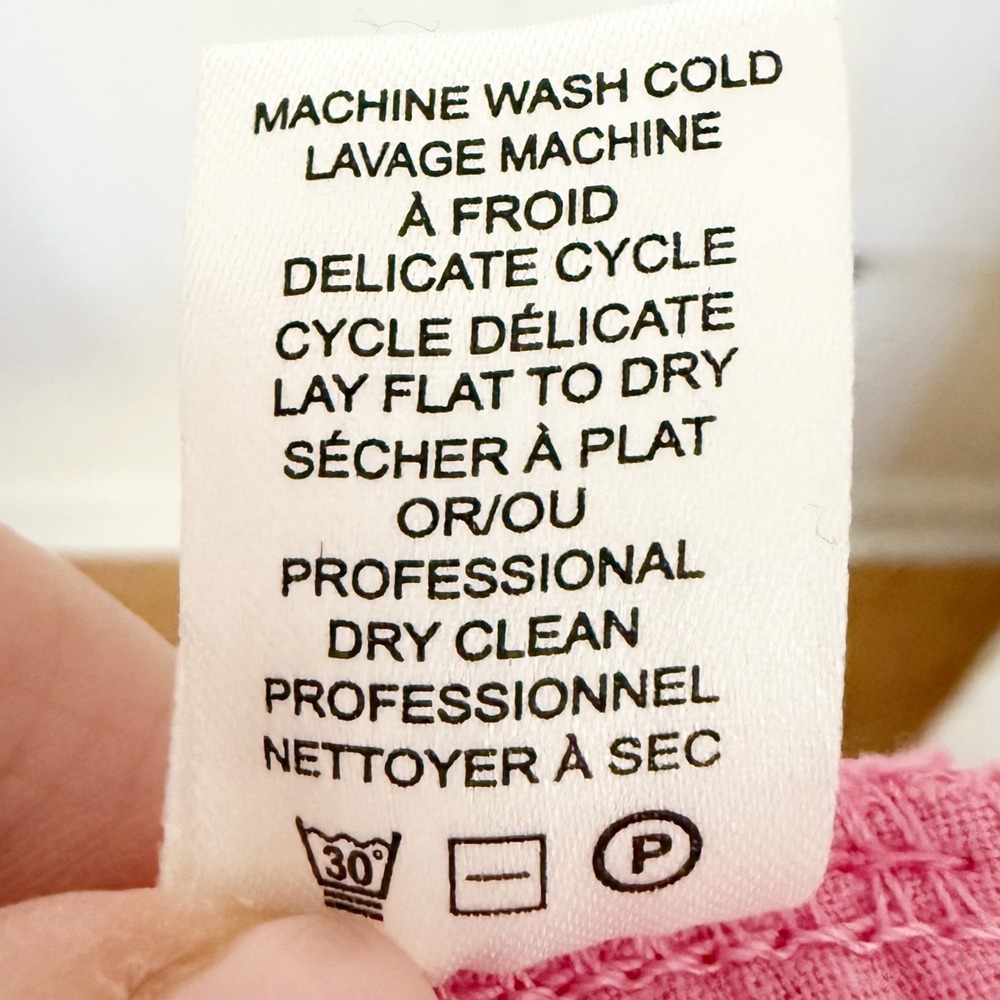 MACHINE WASH COLD
LAVAGE MACHINE
À FROID
DELICATE CYCLE
CYCLE DÉLICATE
LAY FLAT TO DRY
SÉCHER À PLAT
OR/OU
PROFESSIONAL
DRY CLEAN
PROFESSIONNEL
NETTOYER À SEC
30° P